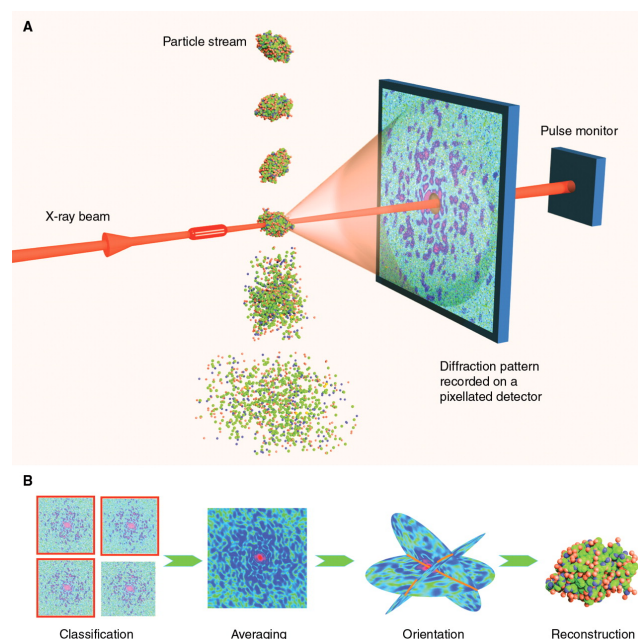 A
Particle stream
Pulse monitor
X-ray beam
Diffraction pattern
recorded on a
pixellated detector
B
Classification
Averaging
Orientation
Reconstruction